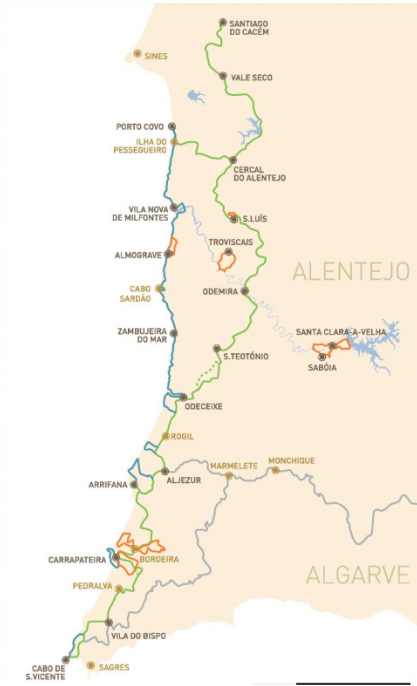 SANTIAGO
DO CACÉM
SINES
VALE SECO
PORTO COVO
ILHA DO
PESSEGUEIRO
CERCAL
DO ALENTEJO
VILA NOVA
DE MILFONTES
S.LUÍS
TROVISCAIS
ALMOGRAVE
ALENTEJO
CABO
SARDÃO
ODEMIRA
ZAMBUJEIRA
DO MAR
SANTA CLARA-A-VELHA
S.TEOTÓNIO
SABÓIA
ODECEIXE
ROGIL
MARMELETE
MONCHIQUE
ALJEZUR
ARRIFANA
CARRAPATEIRA
BORDEIRA
ALGARVE
PEDRALVA
VILA DO BISPO
CABO DE
S.VICENTE
SAGRES